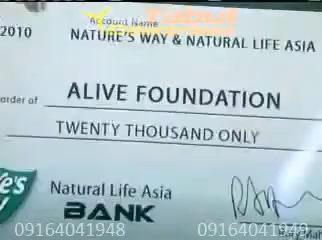 Account Name
2010 NATURE'S WAY & NATURAL LIFE ASIA
order of ALIVE FOUNDATION
TWENTY THOUSAND ONLY
Natural Life Asia
BANK
09164041948 09164041949